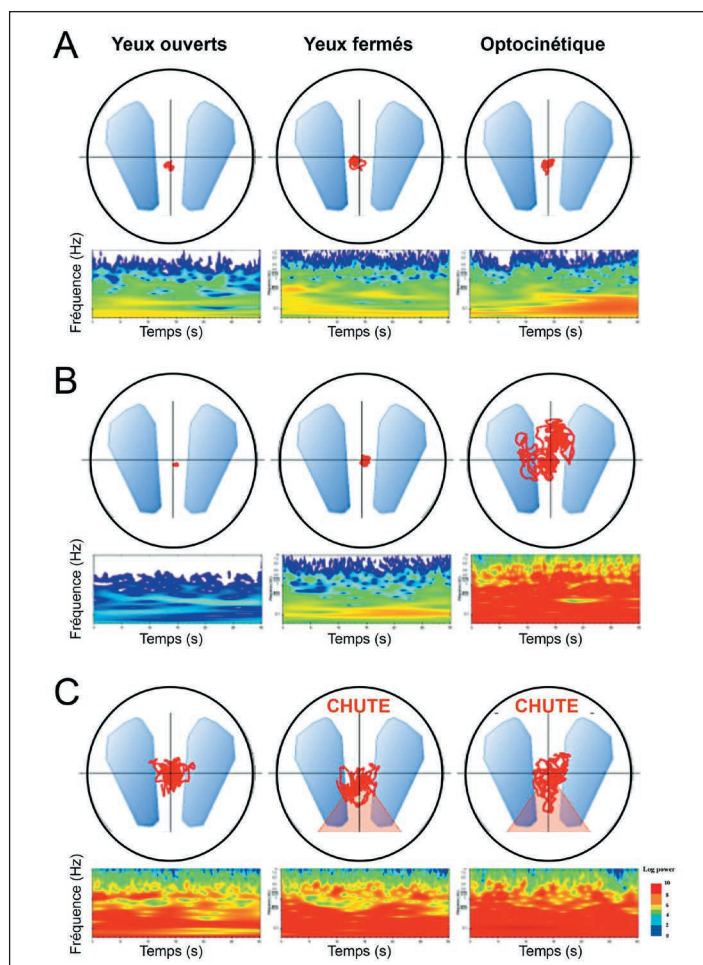 A
Yeux ouverts Yeux fermés Optocinétique
Fréquence (Hz)
Temps (s) Temps (s) Temps (s)
B
Fréquence (Hz)
Temps (s) Temps (s) Temps (s)
C
CHUTE CHUTE
Fréquence (Hz)
Log power
10
8
6
4
2
0
Temps (s) Temps (s) Temps (s)